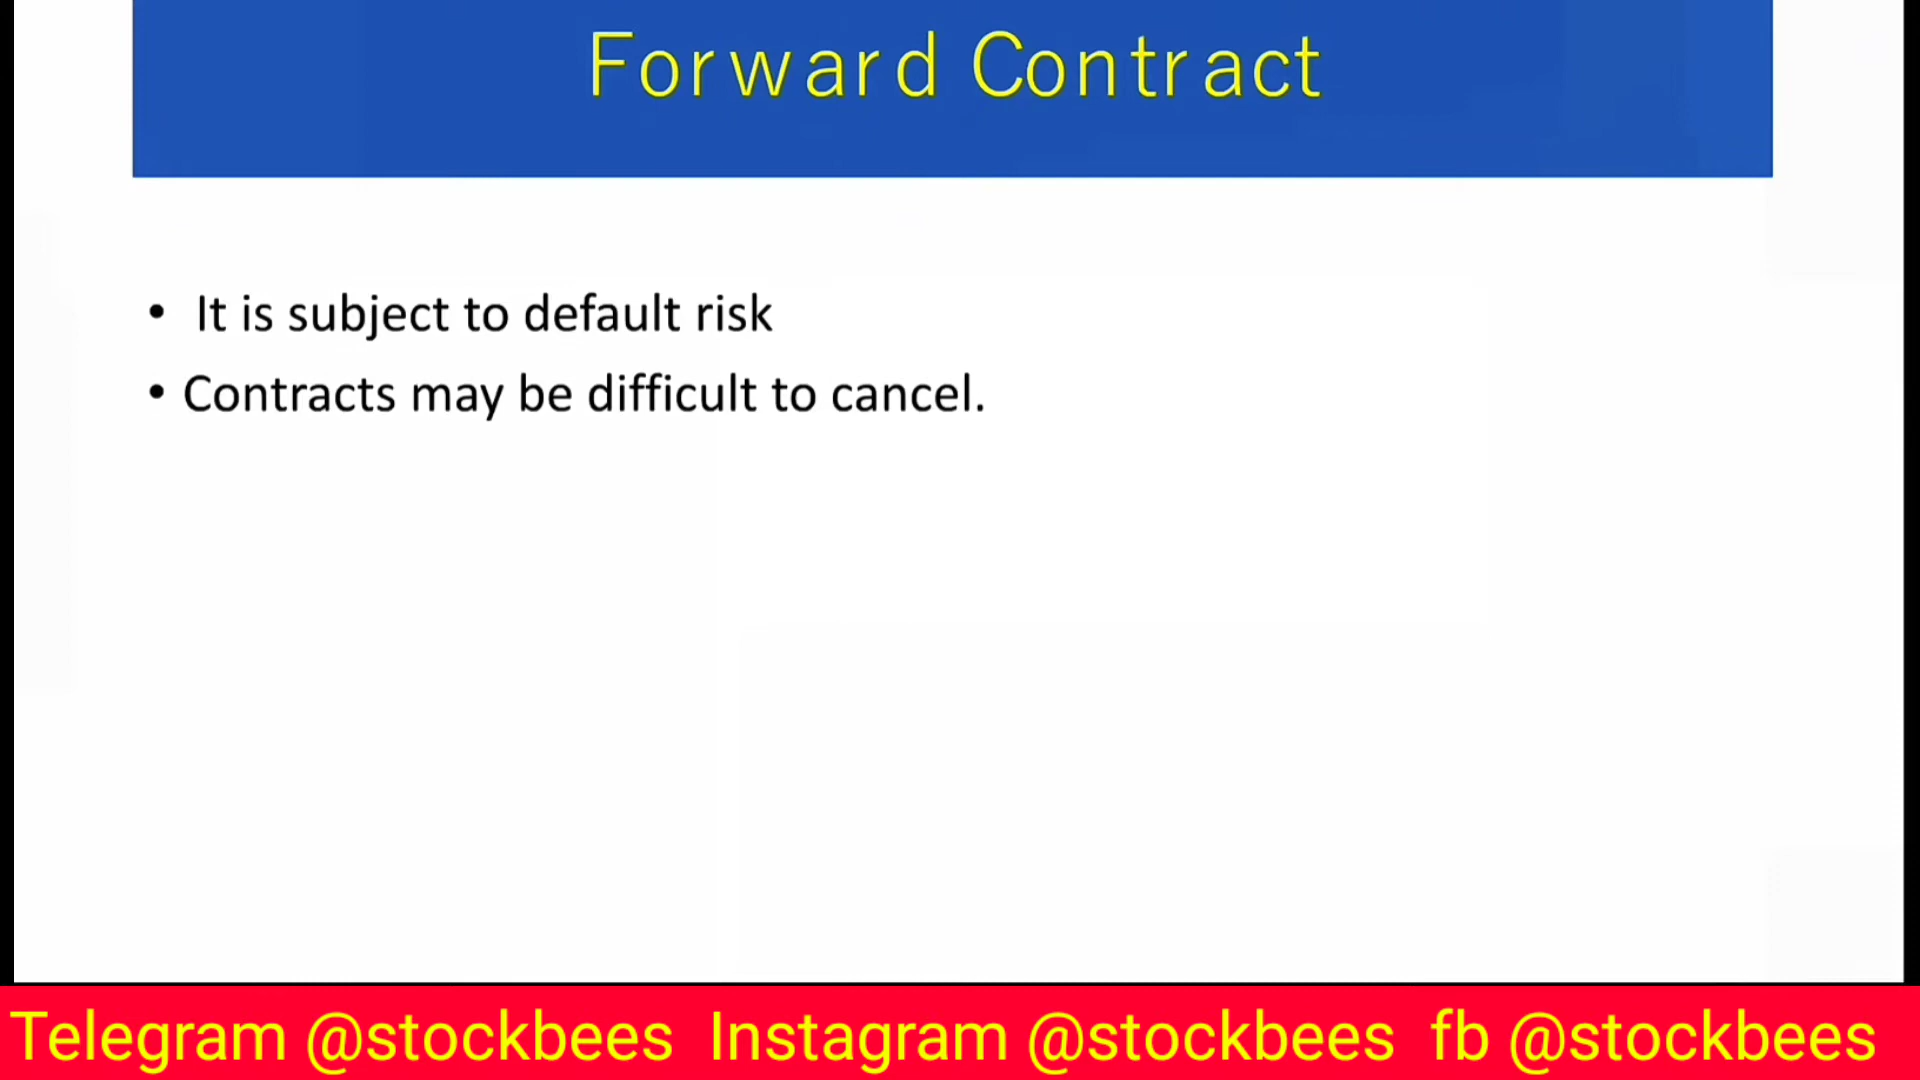 Forward Contract
• It is subject to default risk
• Contracts may be difficult to cancel.
Telegram @stockbees Instagram @stockbees fb @stockbees